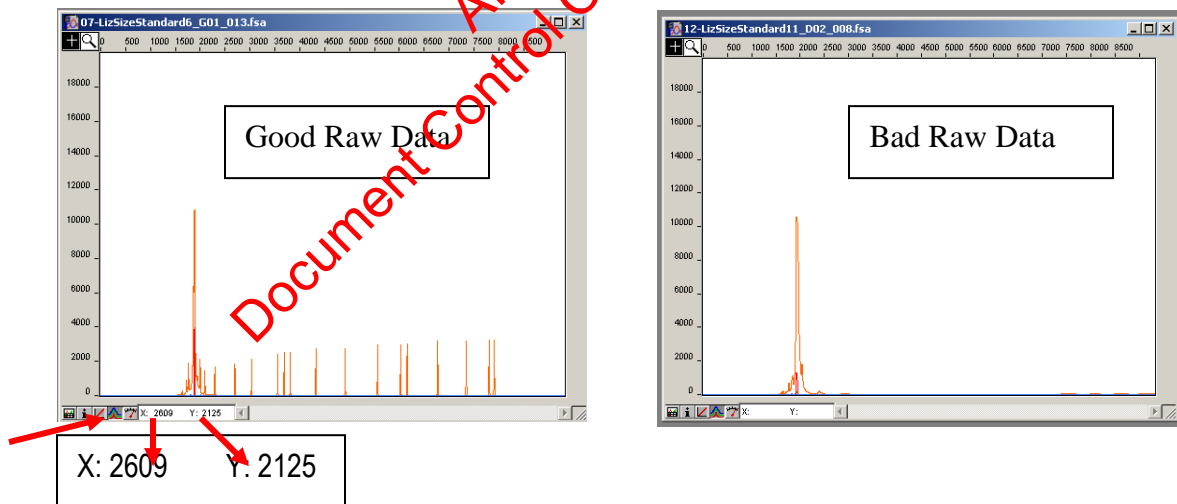 07-LizSizeStandard6_G01_013.fsa
0 500 1000 1500 2000 2500 3000 3500 4000 4500 5000 5500 6000 6500 7000 7500 8000 8500
18000
16000
14000
12000
10000
8000
6000
4000
2000
0
Good Raw Data
X: 2609 Y: 2125
X: 2609 Y: 2125
Document Control
12-LizSizeStandard11_D02_008.fsa
0 500 1000 1500 2000 2500 3000 3500 4000 4500 5000 5500 6000 6500 7000 7500 8000 8500
18000
16000
14000
12000
10000
8000
6000
4000
2000
0
Bad Raw Data
X: Y: